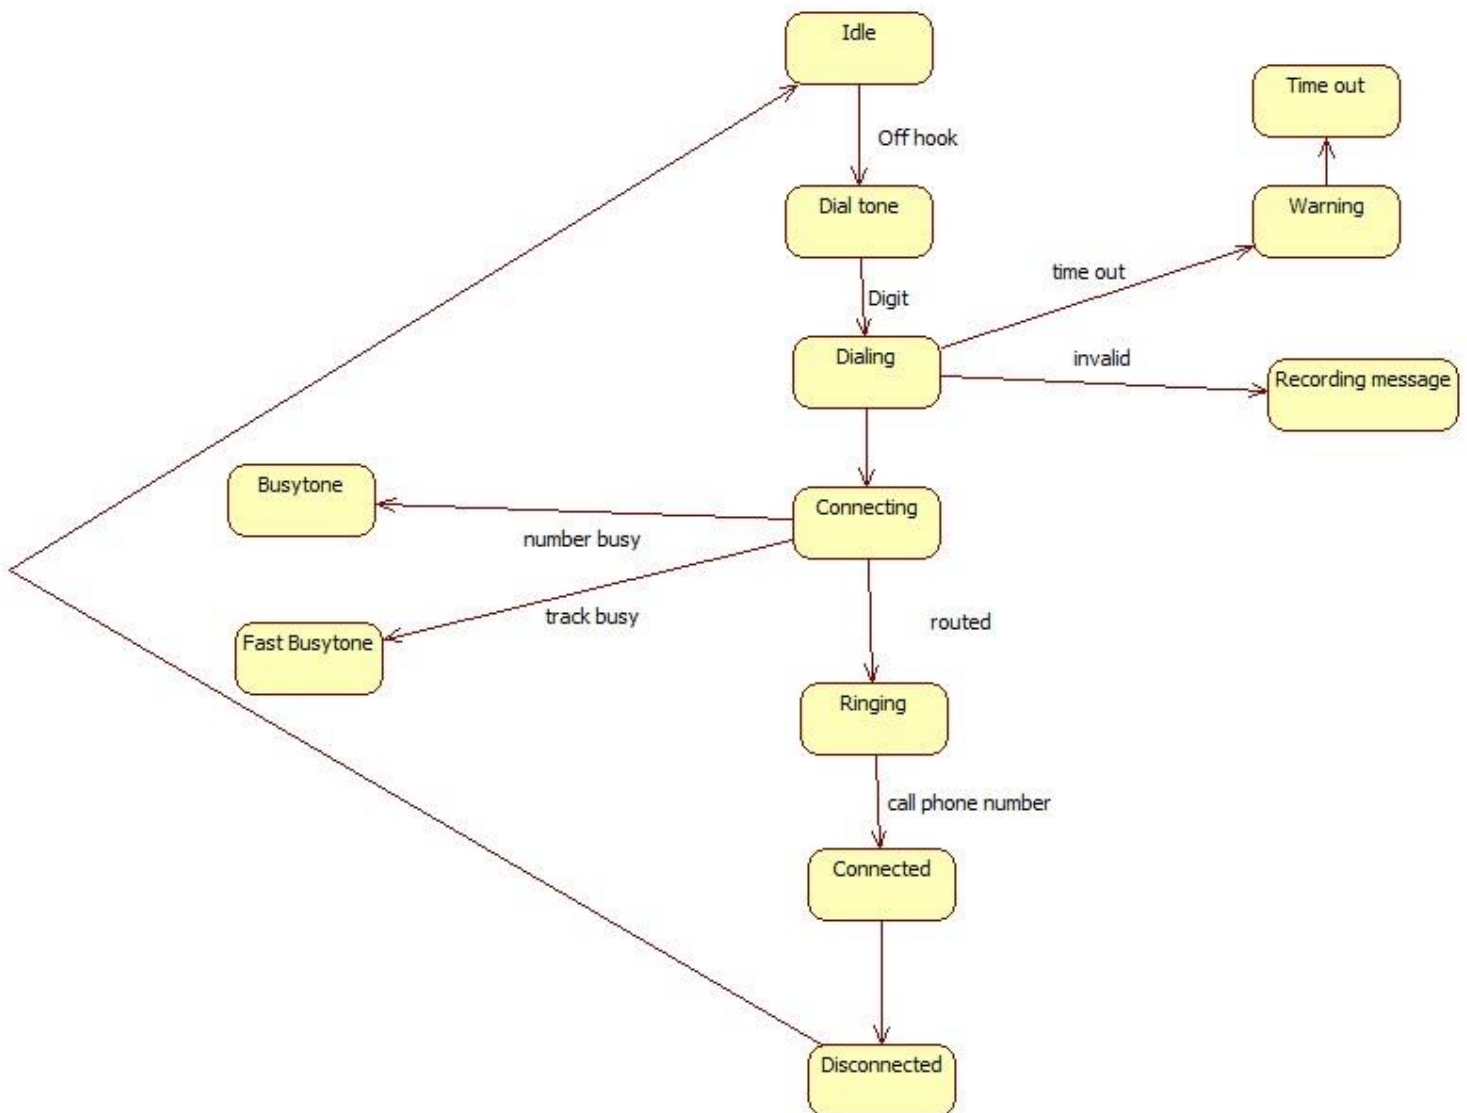 Idle
Time out
Off hook
Dial tone
Warning
time out
Digit
Dialing
invalid
Recording message
Busytone
Connecting
number busy
track busy
routed
Fast Busytone
Ringing
call phone number
Connected
Disconnected